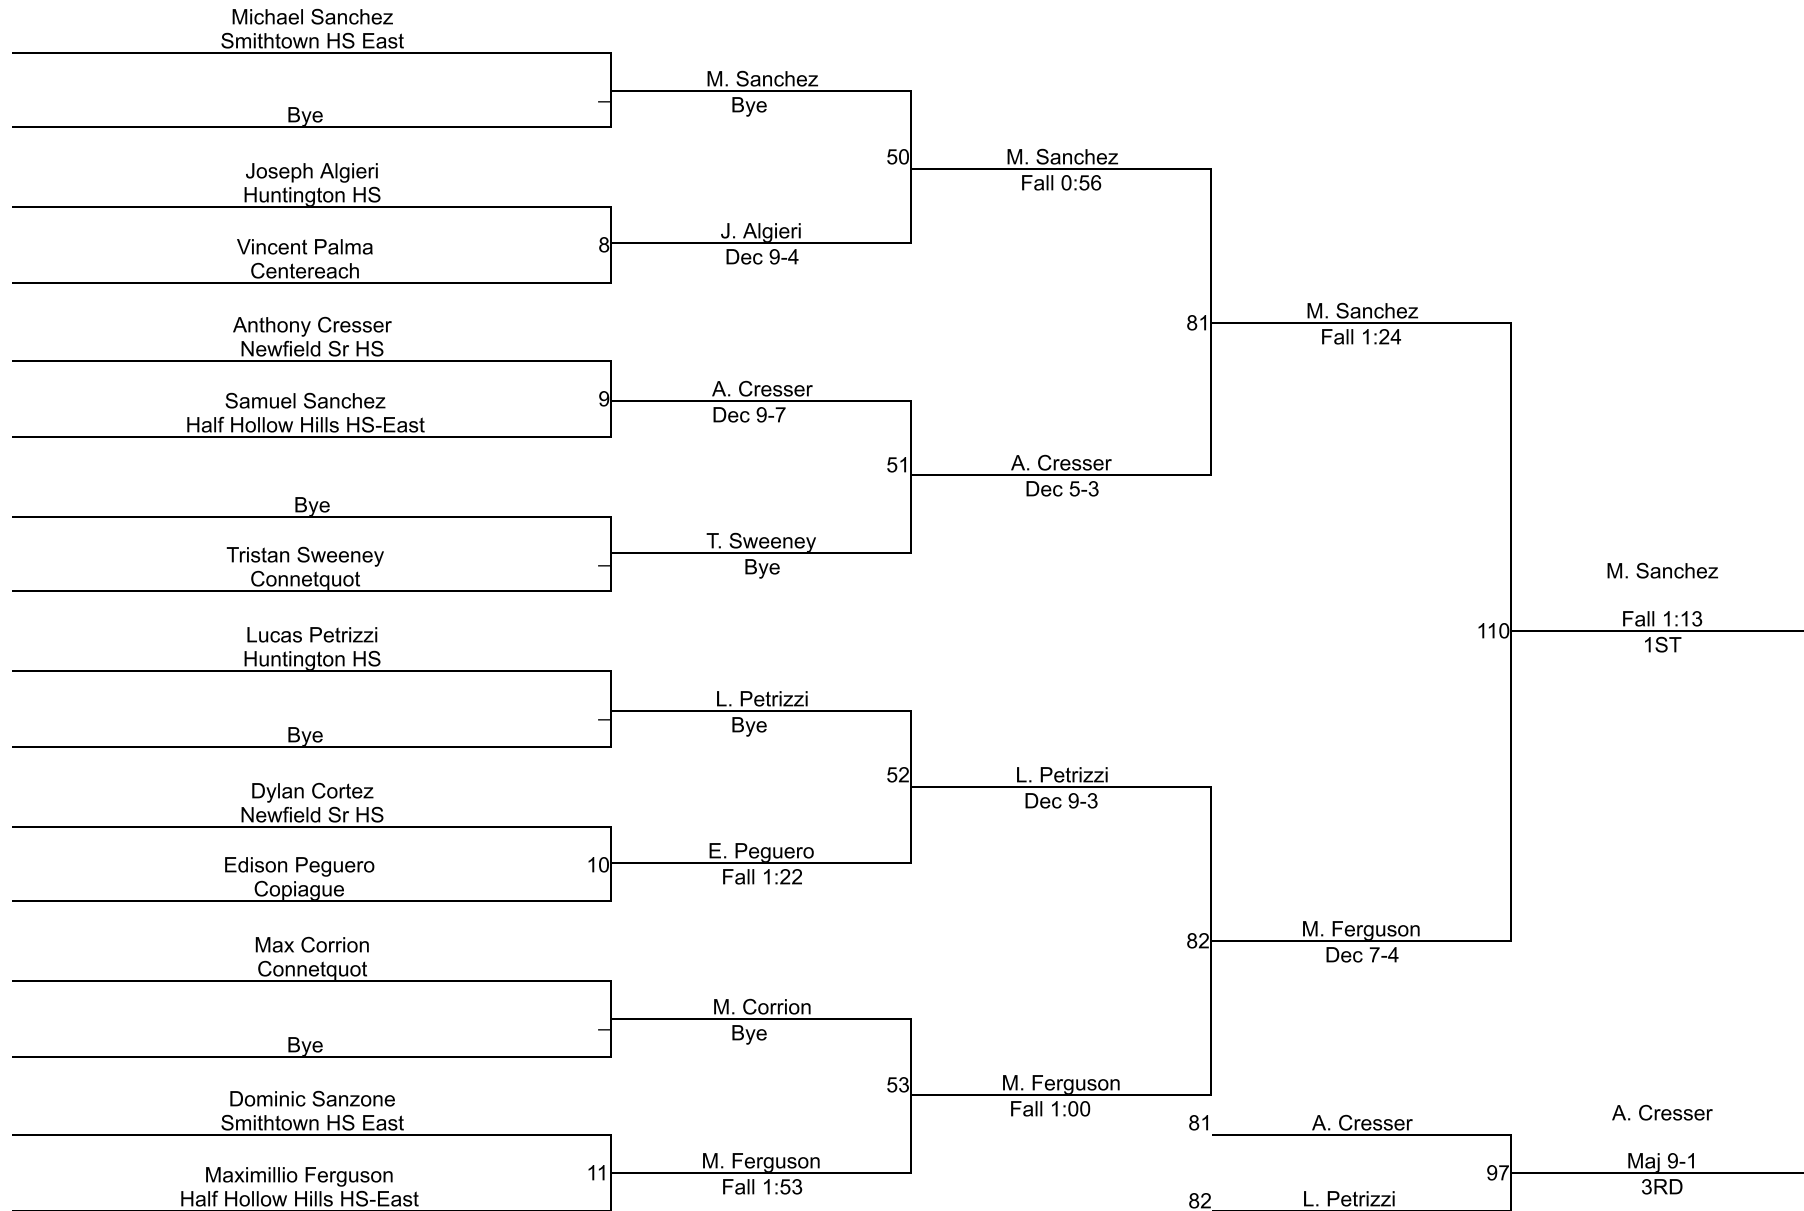 Michael Sanchez
Smithtown HS East
Bye
Joseph Algieri
Huntington HS
Vincent Palma
Centereach
8
Anthony Cresser
Newfield Sr HS
Samuel Sanchez
Half Hollow Hills HS-East
9
Bye
Tristan Sweeney
Connetquot
Lucas Petrizzi
Huntington HS
Bye
Dylan Cortez
Newfield Sr HS
Edison Peguero
Copiague
10
Max Corrion
Connetquot
Bye
Dominic Sanzone
Smithtown HS East
Maximillio Ferguson
Half Hollow Hills HS-East
11
M. Sanchez
Bye
50
J. Algieri
Dec 9-4
A. Cresser
Dec 9-7
51
T. Sweeney
Bye
L. Petrizzi
Bye
52
E. Peguero
Fall 1:22
M. Corrion
Bye
53
M. Ferguson
Fall 1:53
M. Sanchez
Fall 0:56
81
A. Cresser
Dec 5-3
L. Petrizzi
Dec 9-3
82
M. Ferguson
Fall 1:00
M. Sanchez
Fall 1:24
110
M. Ferguson
Dec 7-4
M. Sanchez
Fall 1:13
1ST
81
A. Cresser
97
82
L. Petrizzi
A. Cresser
Maj 9-1
3RD